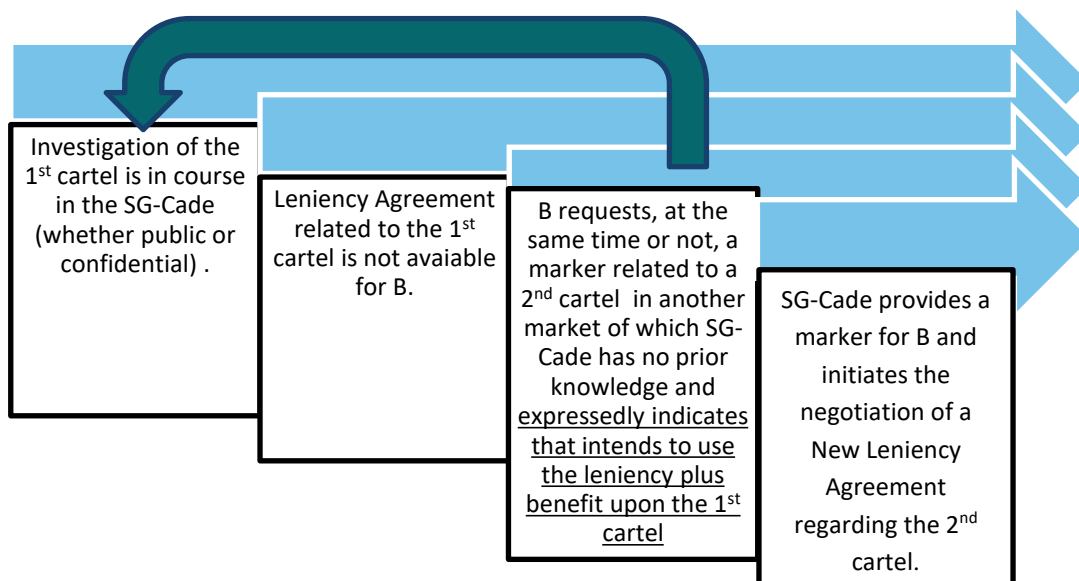 Investigation of the
1st cartel is in course
in the SG-Cade
(whether public or
confidential) .
Leniency Agreement
related to the 1st
cartel is not avaiable
for B.
B requests, at the
same time or not, a
marker related to a
2nd cartel in another
market of which SG-
Cade has no prior
knowledge and
expressedly indicates
that intends to use
the leniency plus
benefit upon the 1st
cartel
SG-Cade provides a
marker for B and
initiates the
negotiation of a
New Leniency
Agreement
regarding the 2nd
cartel.